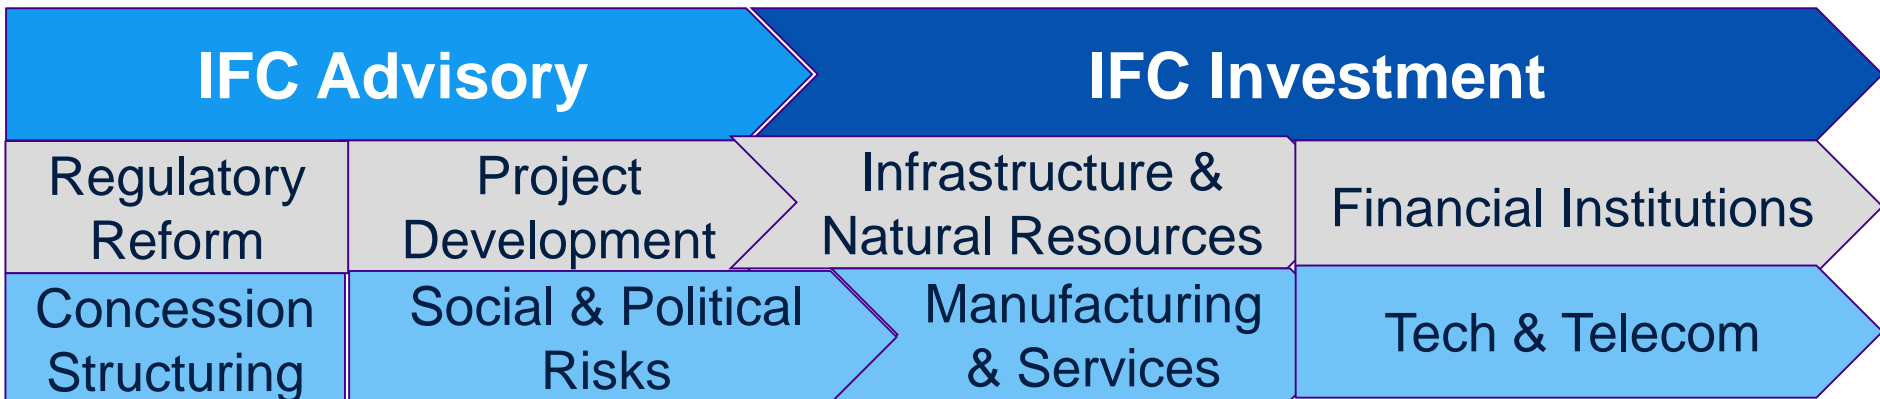 IFC Advisory
IFC Investment
Regulatory
Reform
Project
Development
Infrastructure &
Natural Resources
Financial Institutions
Concession
Structuring
Social & Political
Risks
Manufacturing
& Services
Tech & Telecom